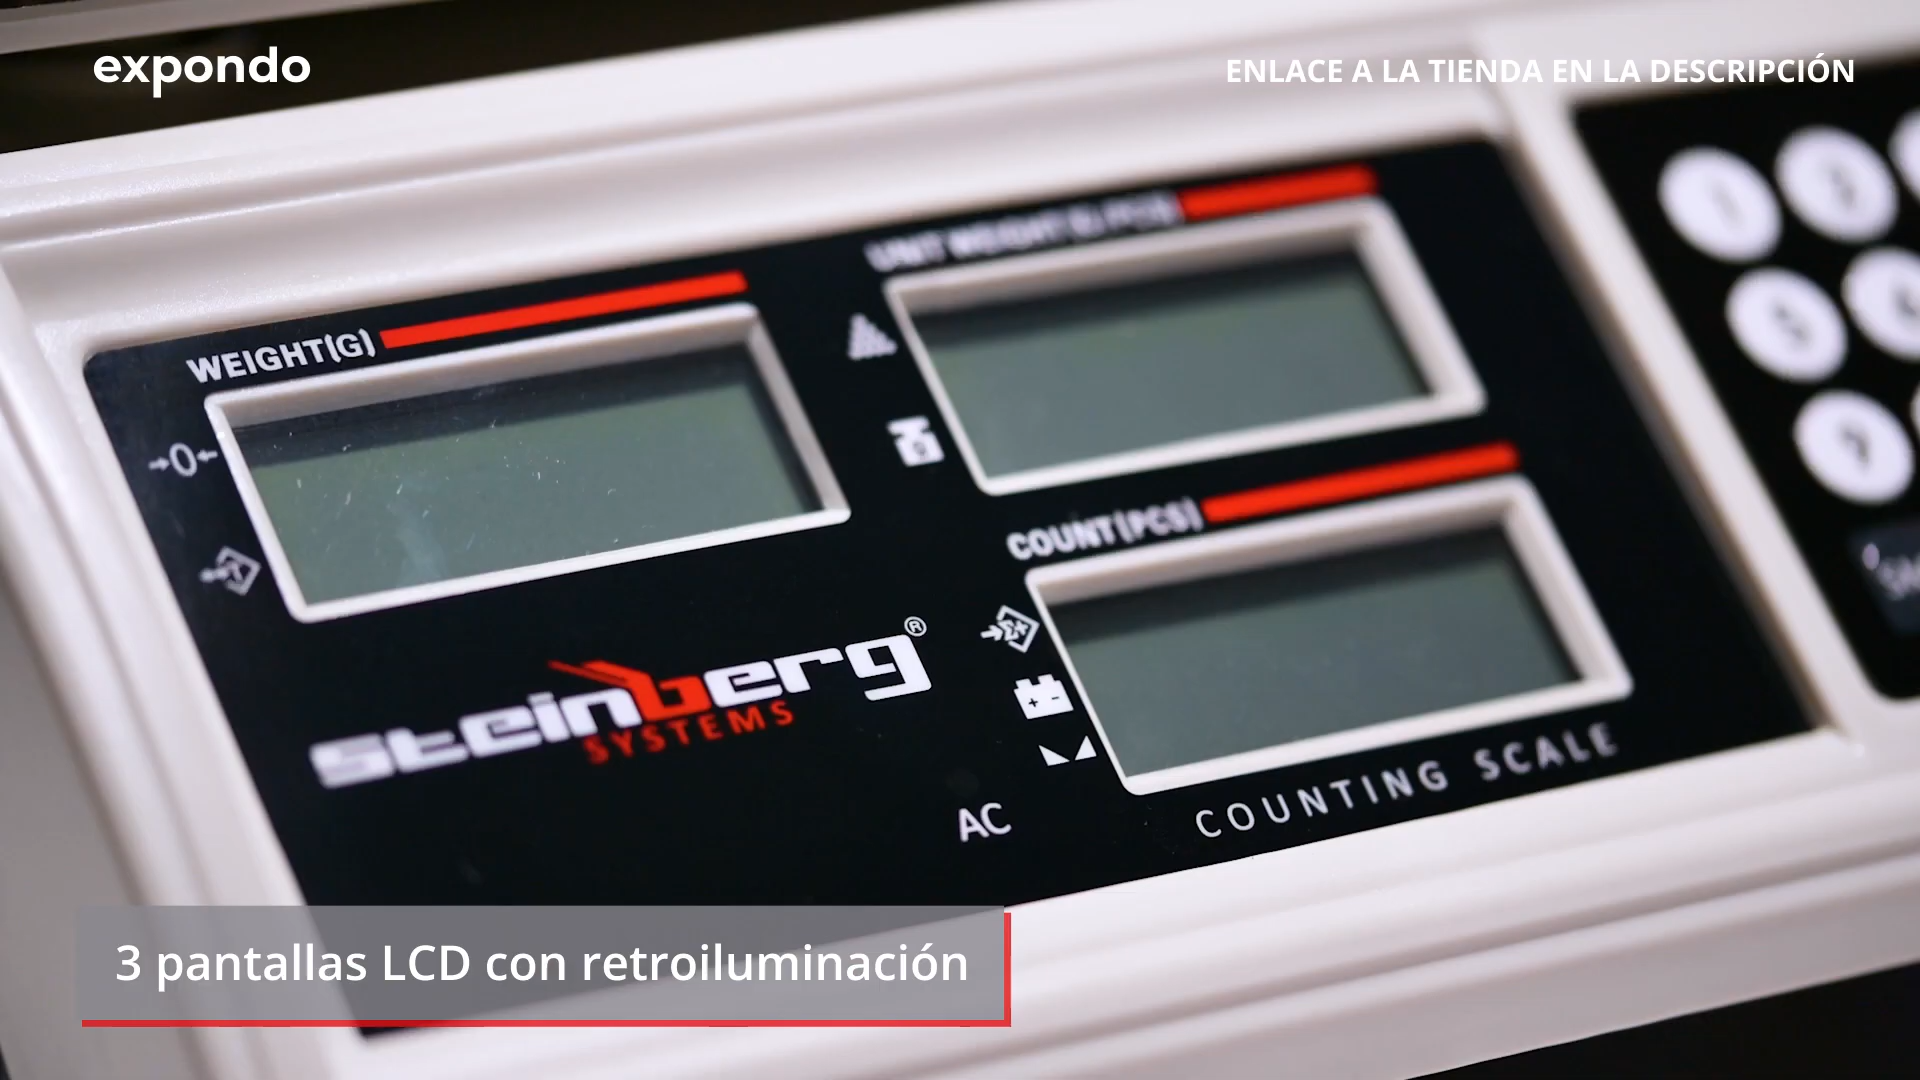 expondo
ENLACE A LA TIENDA EN LA DESCRIPCIÓN
UNIT WEIGHT(G/PCS)
WEIGHT(G)
→0←
COUNT(PCS)
steinberg®
SYSTEMS
AC
COUNTING SCALE
3 pantallas LCD con retroiluminación